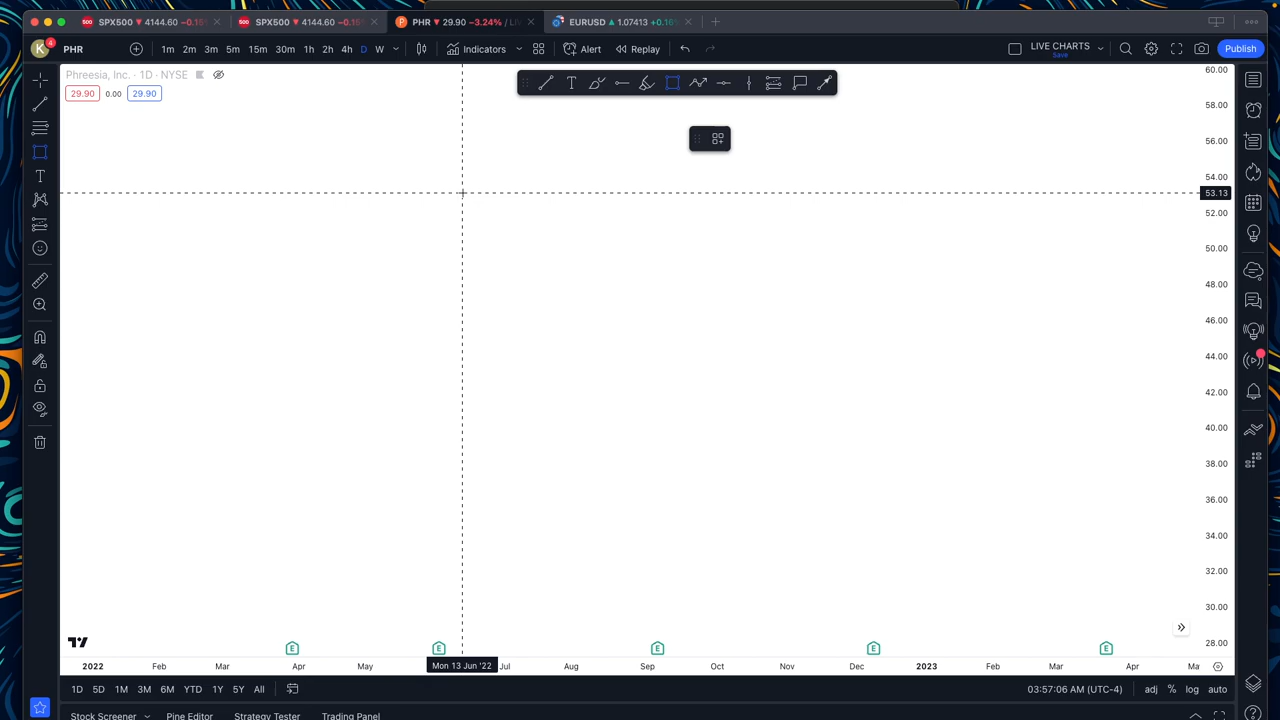 SPX500 4144.60 −0.15%
SPX500 4144.60 −0.15%
PHR 29.90 −3.24% / LIV
EURUSD 1.07413 +0.16%
K 4 PHR
1m 2m 3m 5m 15m 30m 1h 2h 4h D W
Indicators
Alert
Replay
LIVE CHARTS
Save
Publish
Phreesia, Inc. · 1D · NYSE
29.90 0.00 29.90
T
T
60.00
58.00
56.00
54.00
53.13
52.00
50.00
48.00
46.00
44.00
42.00
40.00
38.00
36.00
34.00
32.00
30.00
28.00
E E E E E
2022 Feb Mar Apr May Mon 13 Jun '22 Jul Aug Sep Oct Nov Dec 2023 Feb Mar Apr Ma
1D 5D 1M 3M 6M YTD 1Y 5Y All
03:57:06 AM (UTC-4) adj % log auto
Stock Screener Pine Editor Strategy Tester Trading Panel